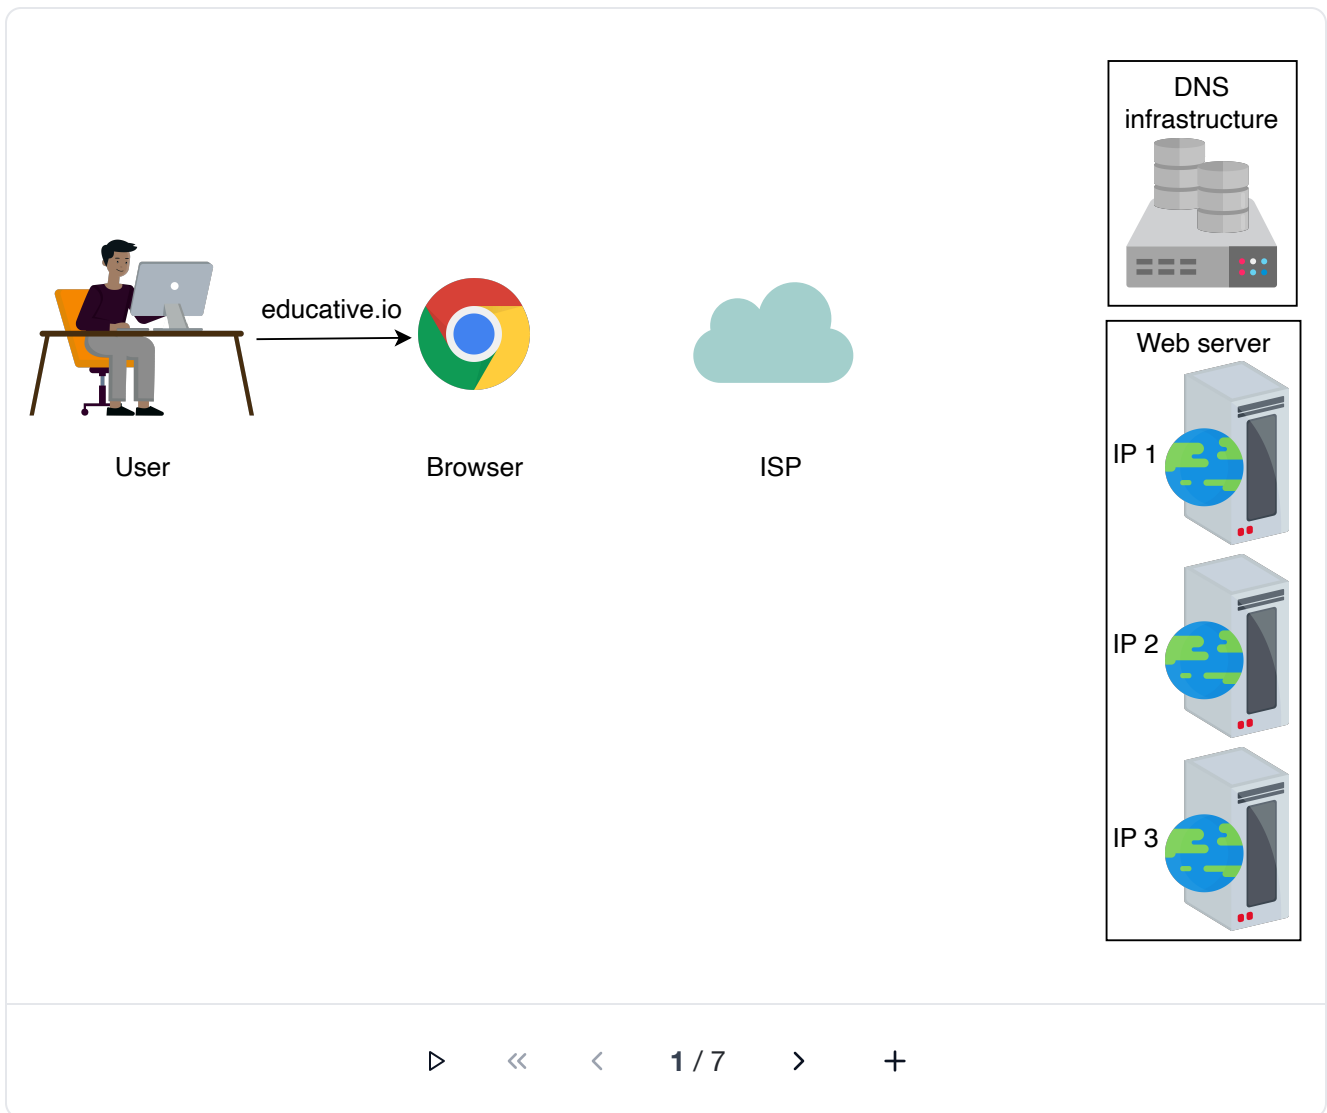 DNS
infrastructure
educative.io
Web server
IP 1
User
Browser
ISP
IP 2
IP 3
1 / 7